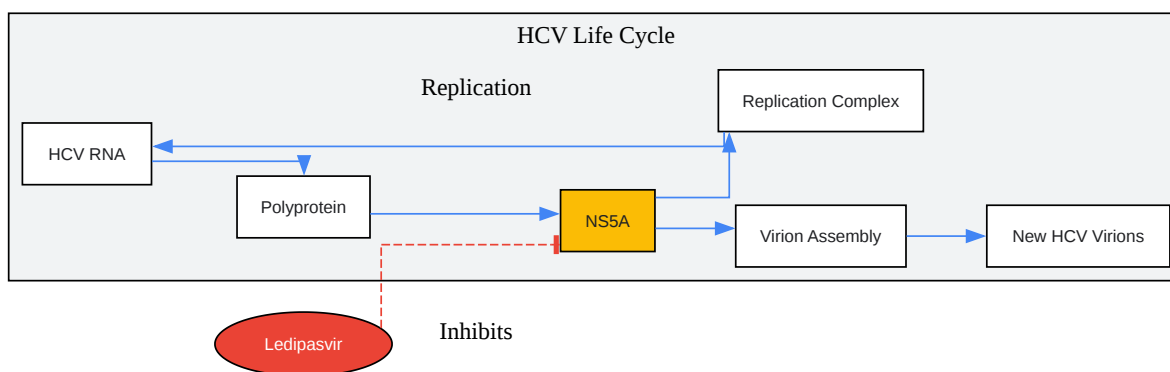 HCV Life Cycle
Replication
Replication Complex
HCV RNA
Polyprotein
NS5A
Virion Assembly
New HCV Virions
Inhibits
Ledipasvir